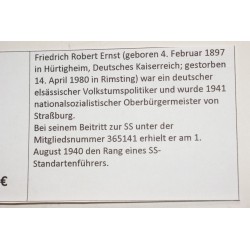 Friedrich Robert Ernst (geboren 4. Februar 1897
in Hürtigheim, Deutsches Kaiserreich; gestorben
14. April 1980 in Rimsting) war ein deutscher
elsässischer Volkstumspolitiker und wurde 1941
nationalsozialistischer Oberbürgermeister von
Straßburg.
Bei seinem Beitritt zur SS unter der
Mitgliedsnummer 365141 erhielt er am 1.
August 1940 den Rang eines SS-
Standartenführers.
€